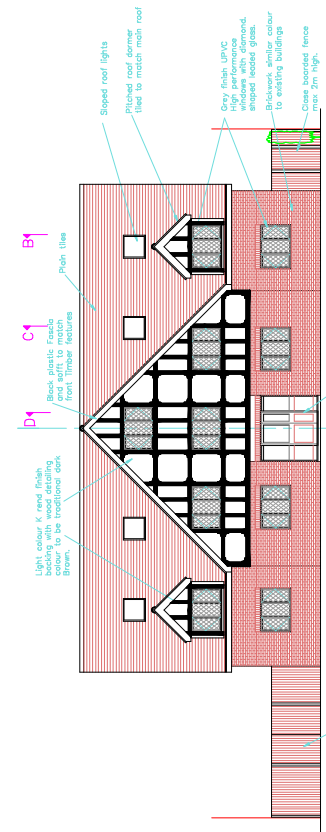 Sloped roof lights
Pitched roof dormer
tiled to match main roof
Grey finish UPVC
High performance
windows with diamond,
shaped leaded glass.
Brickwork similar colour
to existing buildings
Close boarded fence
max 2m high.
B
C
D
Plain tiles
Black plastic Fascia
and sofft to match
front Timber features
Light colour K rend finish
backing with wood detailing
colour to be traditional dark
Brown.